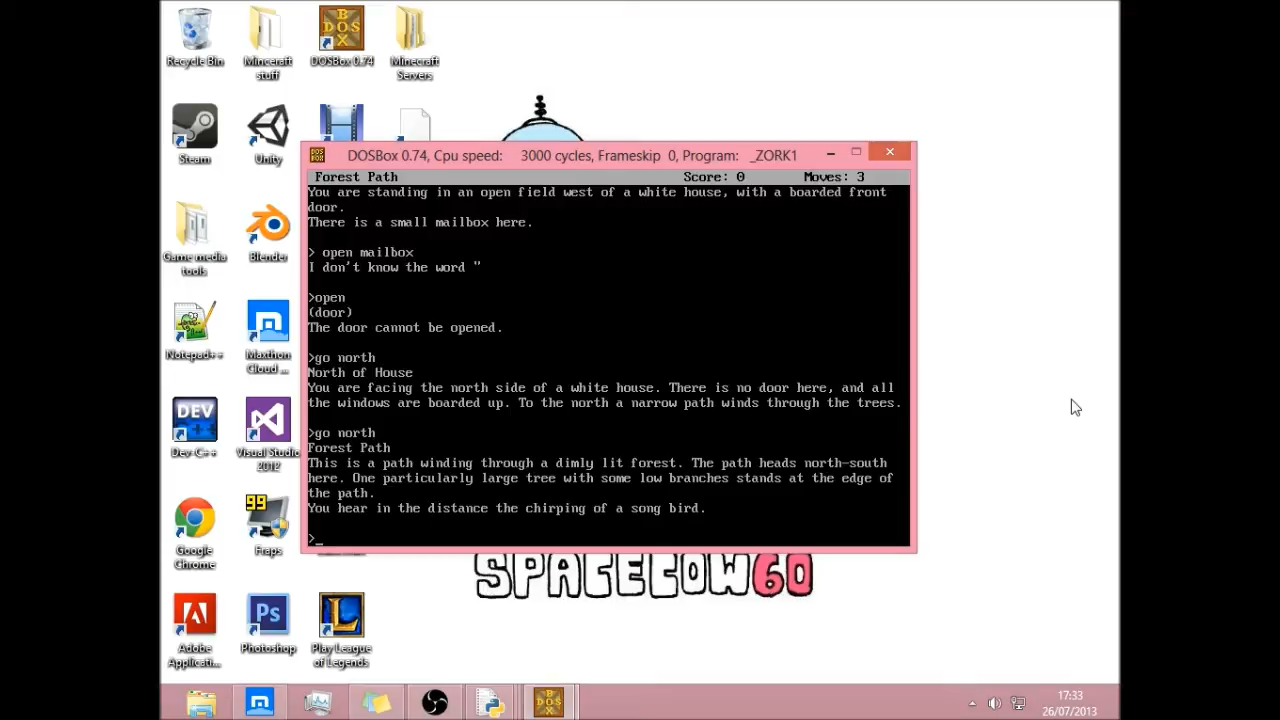 Recycle Bin
Minecraft stuff
DOSBox 0.74
Minecraft Servers
Steam
Unity
DOSBox 0.74, Cpu speed: 3000 cycles, Frameskip 0, Program: _ZORK1
Forest Path Score: 0 Moves: 3
You are standing in an open field west of a white house, with a boarded front
door.
There is a small mailbox here.
> open mailbox
I don't know the word "
>open
(door)
The door cannot be opened.
>go north
North of House
You are facing the north side of a white house. There is no door here, and all
the windows are boarded up. To the north a narrow path winds through the trees.
>go north
Forest Path
This is a path winding through a dimly lit forest. The path heads north-south
here. One particularly large tree with some low branches stands at the edge of
the path.
You hear in the distance the chirping of a song bird.
>_
Game media
tools
Blender
Notepad++
Maxthon
Cloud ...
DEV
Dev-C++
Visual Studio
2012
Google
Chrome
99
Fraps
SPACECOW60
Adobe
Applicati...
Ps
Photoshop
L
Play League
of Legends
17:33
26/07/2013